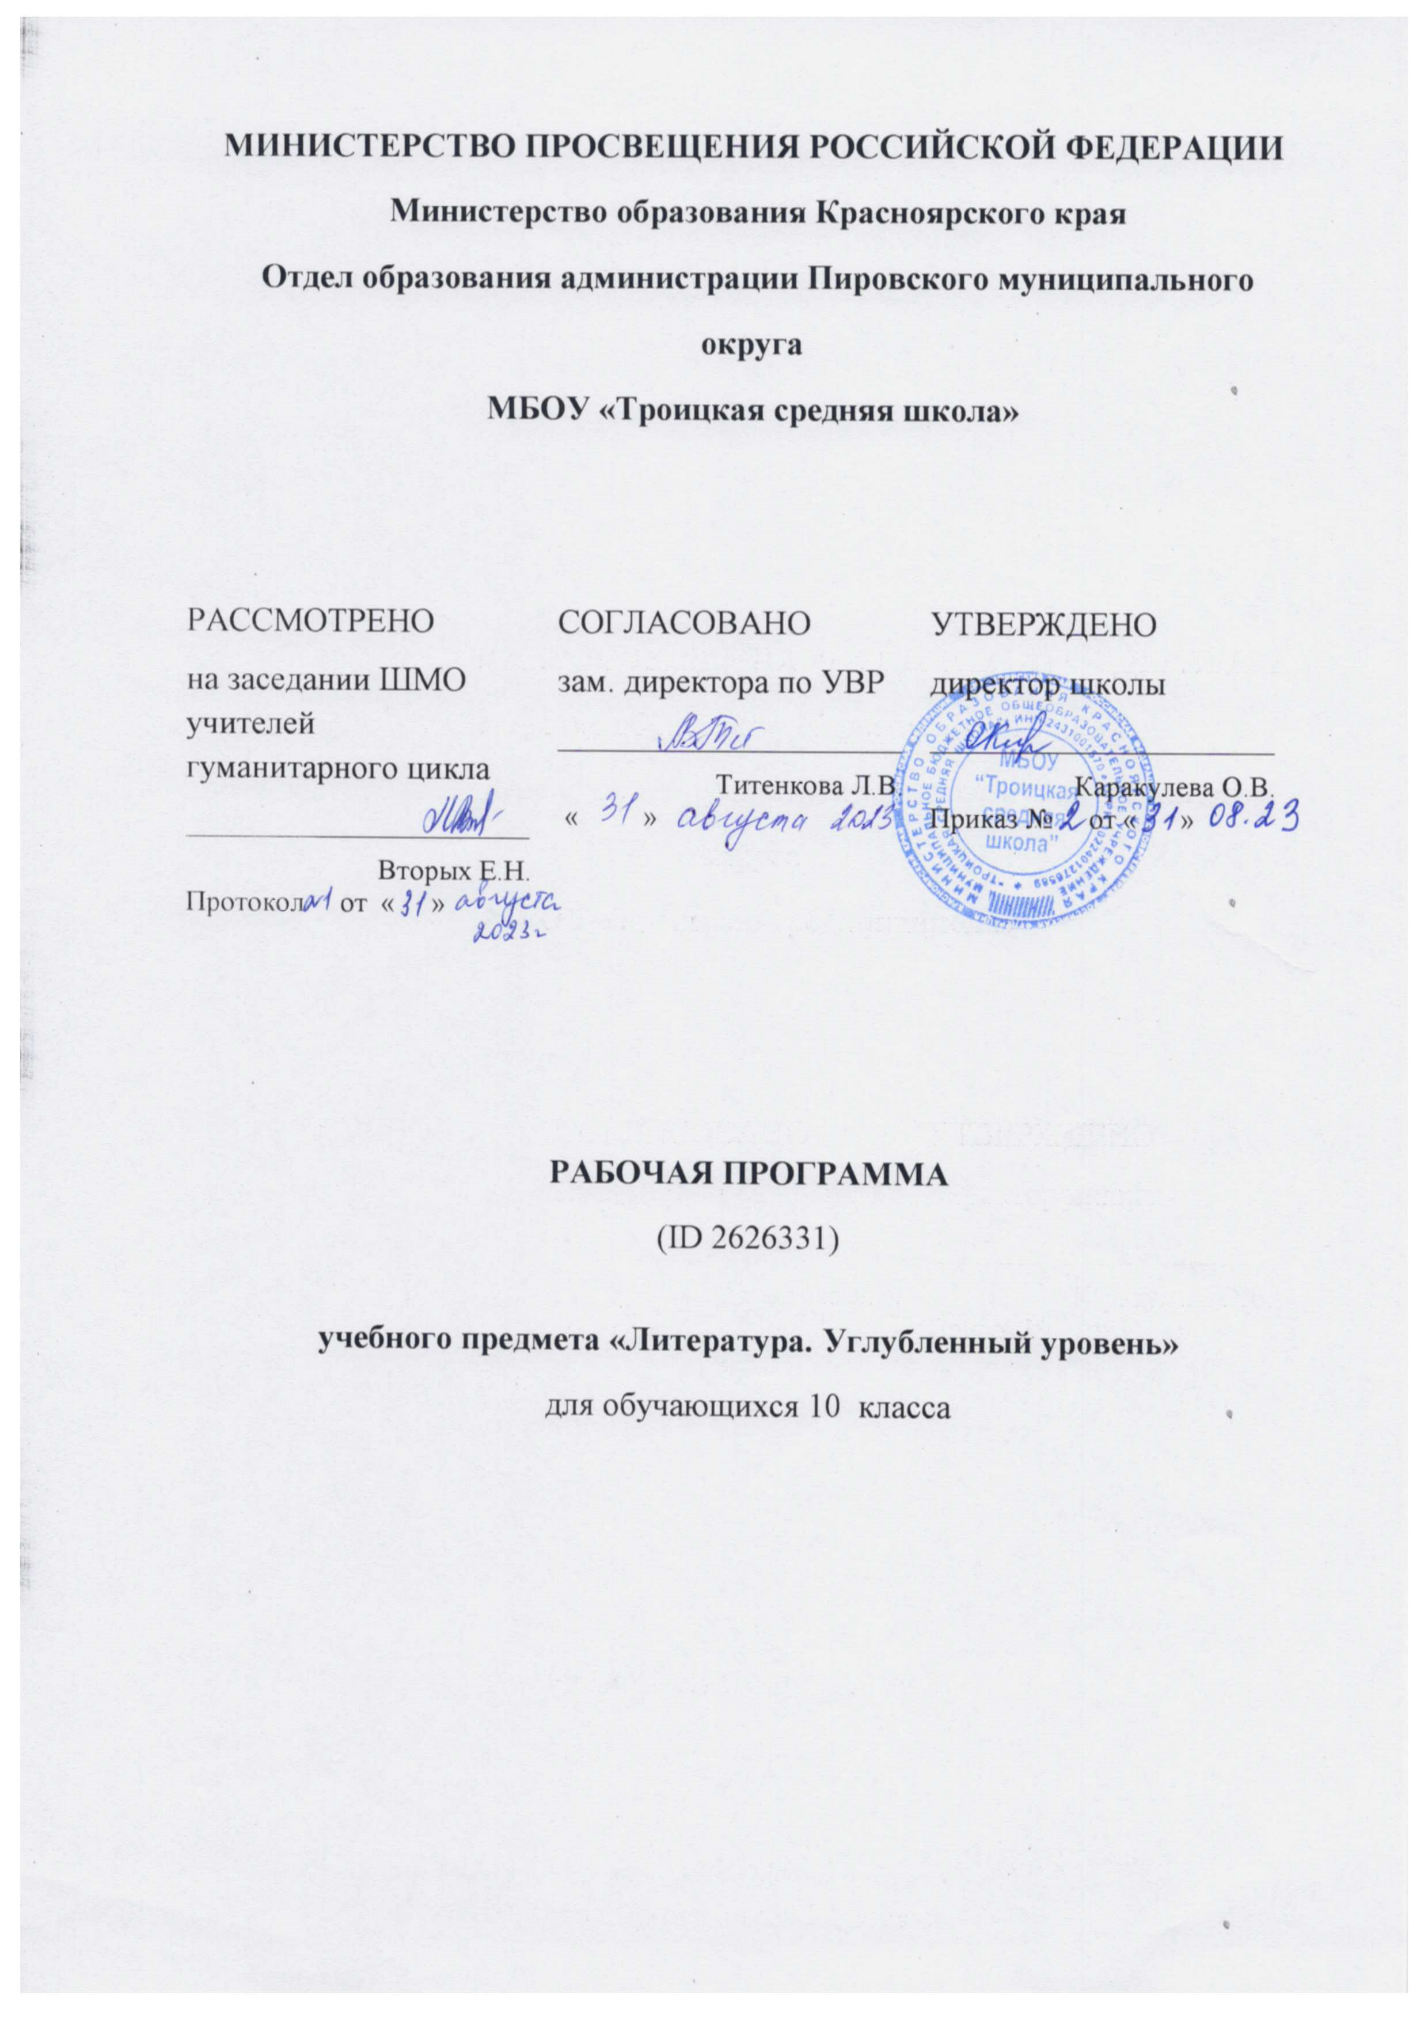 МИНИСТЕРСТВО ПРОСВЕЩЕНИЯ РОССИЙСКОЙ ФЕДЕРАЦИИ
Министерство образования Красноярского края
Отдел образования администрации Пировского муниципального
округа
МБОУ «Троицкая средняя школа»
РАССМОТРЕНО
на заседании ШМО
учителей
гуманитарного цикла
Вторых Е.Н.
Протокол №1 от «31» августа
2023г
СОГЛАСОВАНО
зам. директора по УВР
Титенкова Л.В.
« 31 » августа 2023
УТВЕРЖДЕНО
директор школы
Каракулева О.В.
Приказ № 2 от «31» 08.23
МБОУ
“Троицкая
средняя
школа”
РАБОЧАЯ ПРОГРАММА
(ID 2626331)
учебного предмета «Литература. Углубленный уровень»
для обучающихся 10 класса